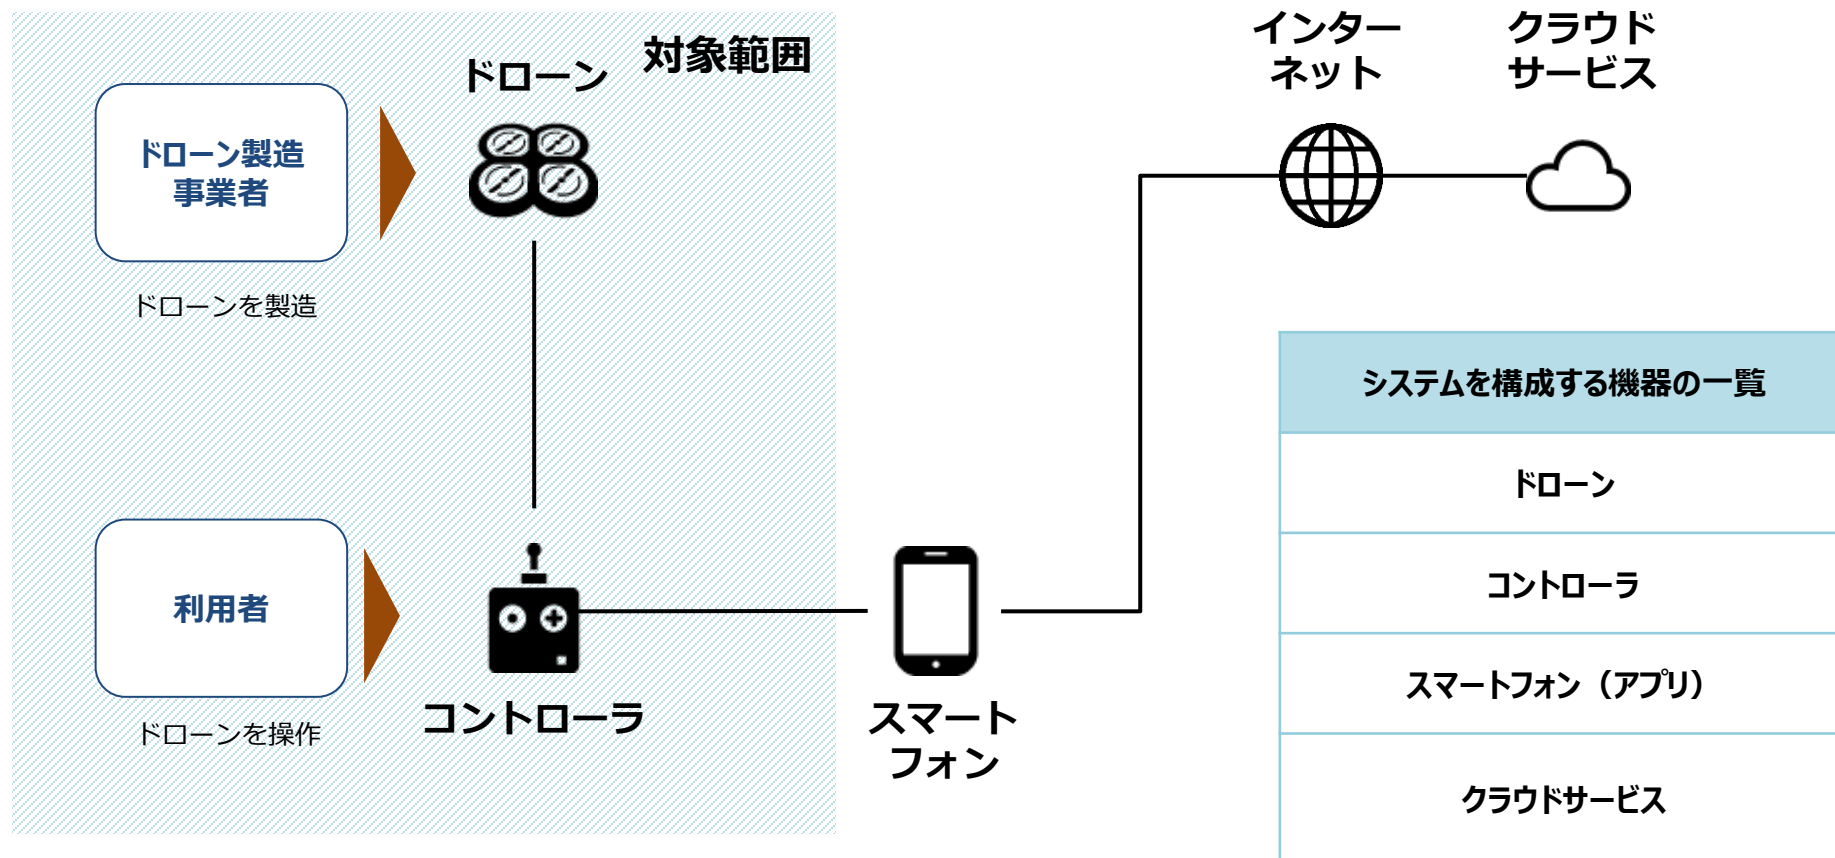 対象範囲
ドローン
ドローン製造
事業者
ドローンを製造
利用者
ドローンを操作
コントローラ
スマート
フォン
インター
ネット
クラウド
サービス
システムを構成する機器の一覧
ドローン
コントローラ
スマートフォン（アプリ）
クラウドサービス